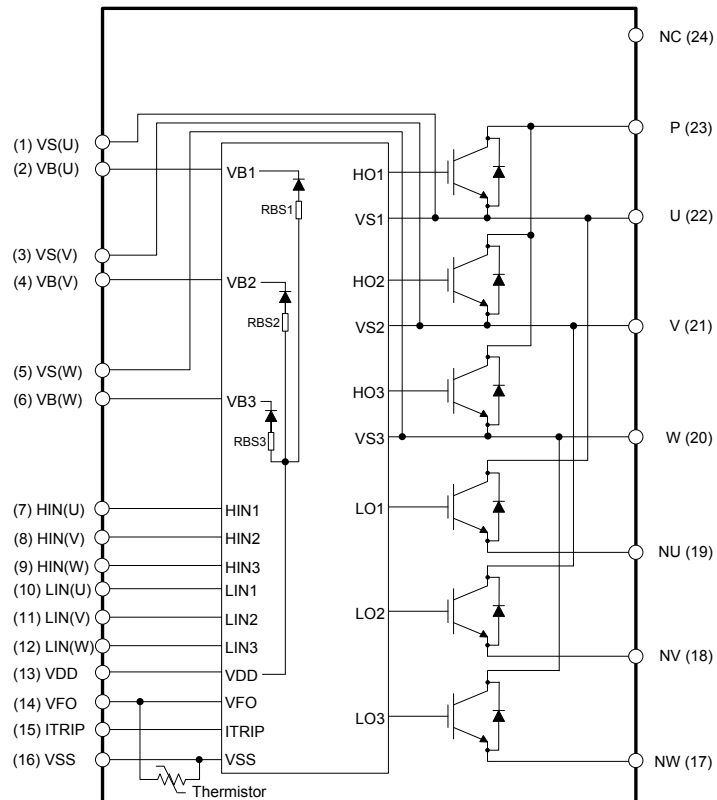 NC (24)
P (23)
(1) VS(U)
(2) VB(U)
VB1
HO1
RBS1
VS1
U (22)
(3) VS(V)
(4) VB(V)
VB2
HO2
RBS2
VS2
V (21)
(5) VS(W)
(6) VB(W)
VB3
HO3
RBS3
VS3
W (20)
(7) HIN(U)
HIN1
LO1
(8) HIN(V)
HIN2
NU (19)
(9) HIN(W)
HIN3
(10) LIN(U)
LIN1
(11) LIN(V)
LIN2
LO2
(12) LIN(W)
LIN3
NV (18)
(13) VDD
VDD
(14) VFO
VFO
LO3
(15) ITRIP
ITRIP
(16) VSS
VSS
NW (17)
Thermistor